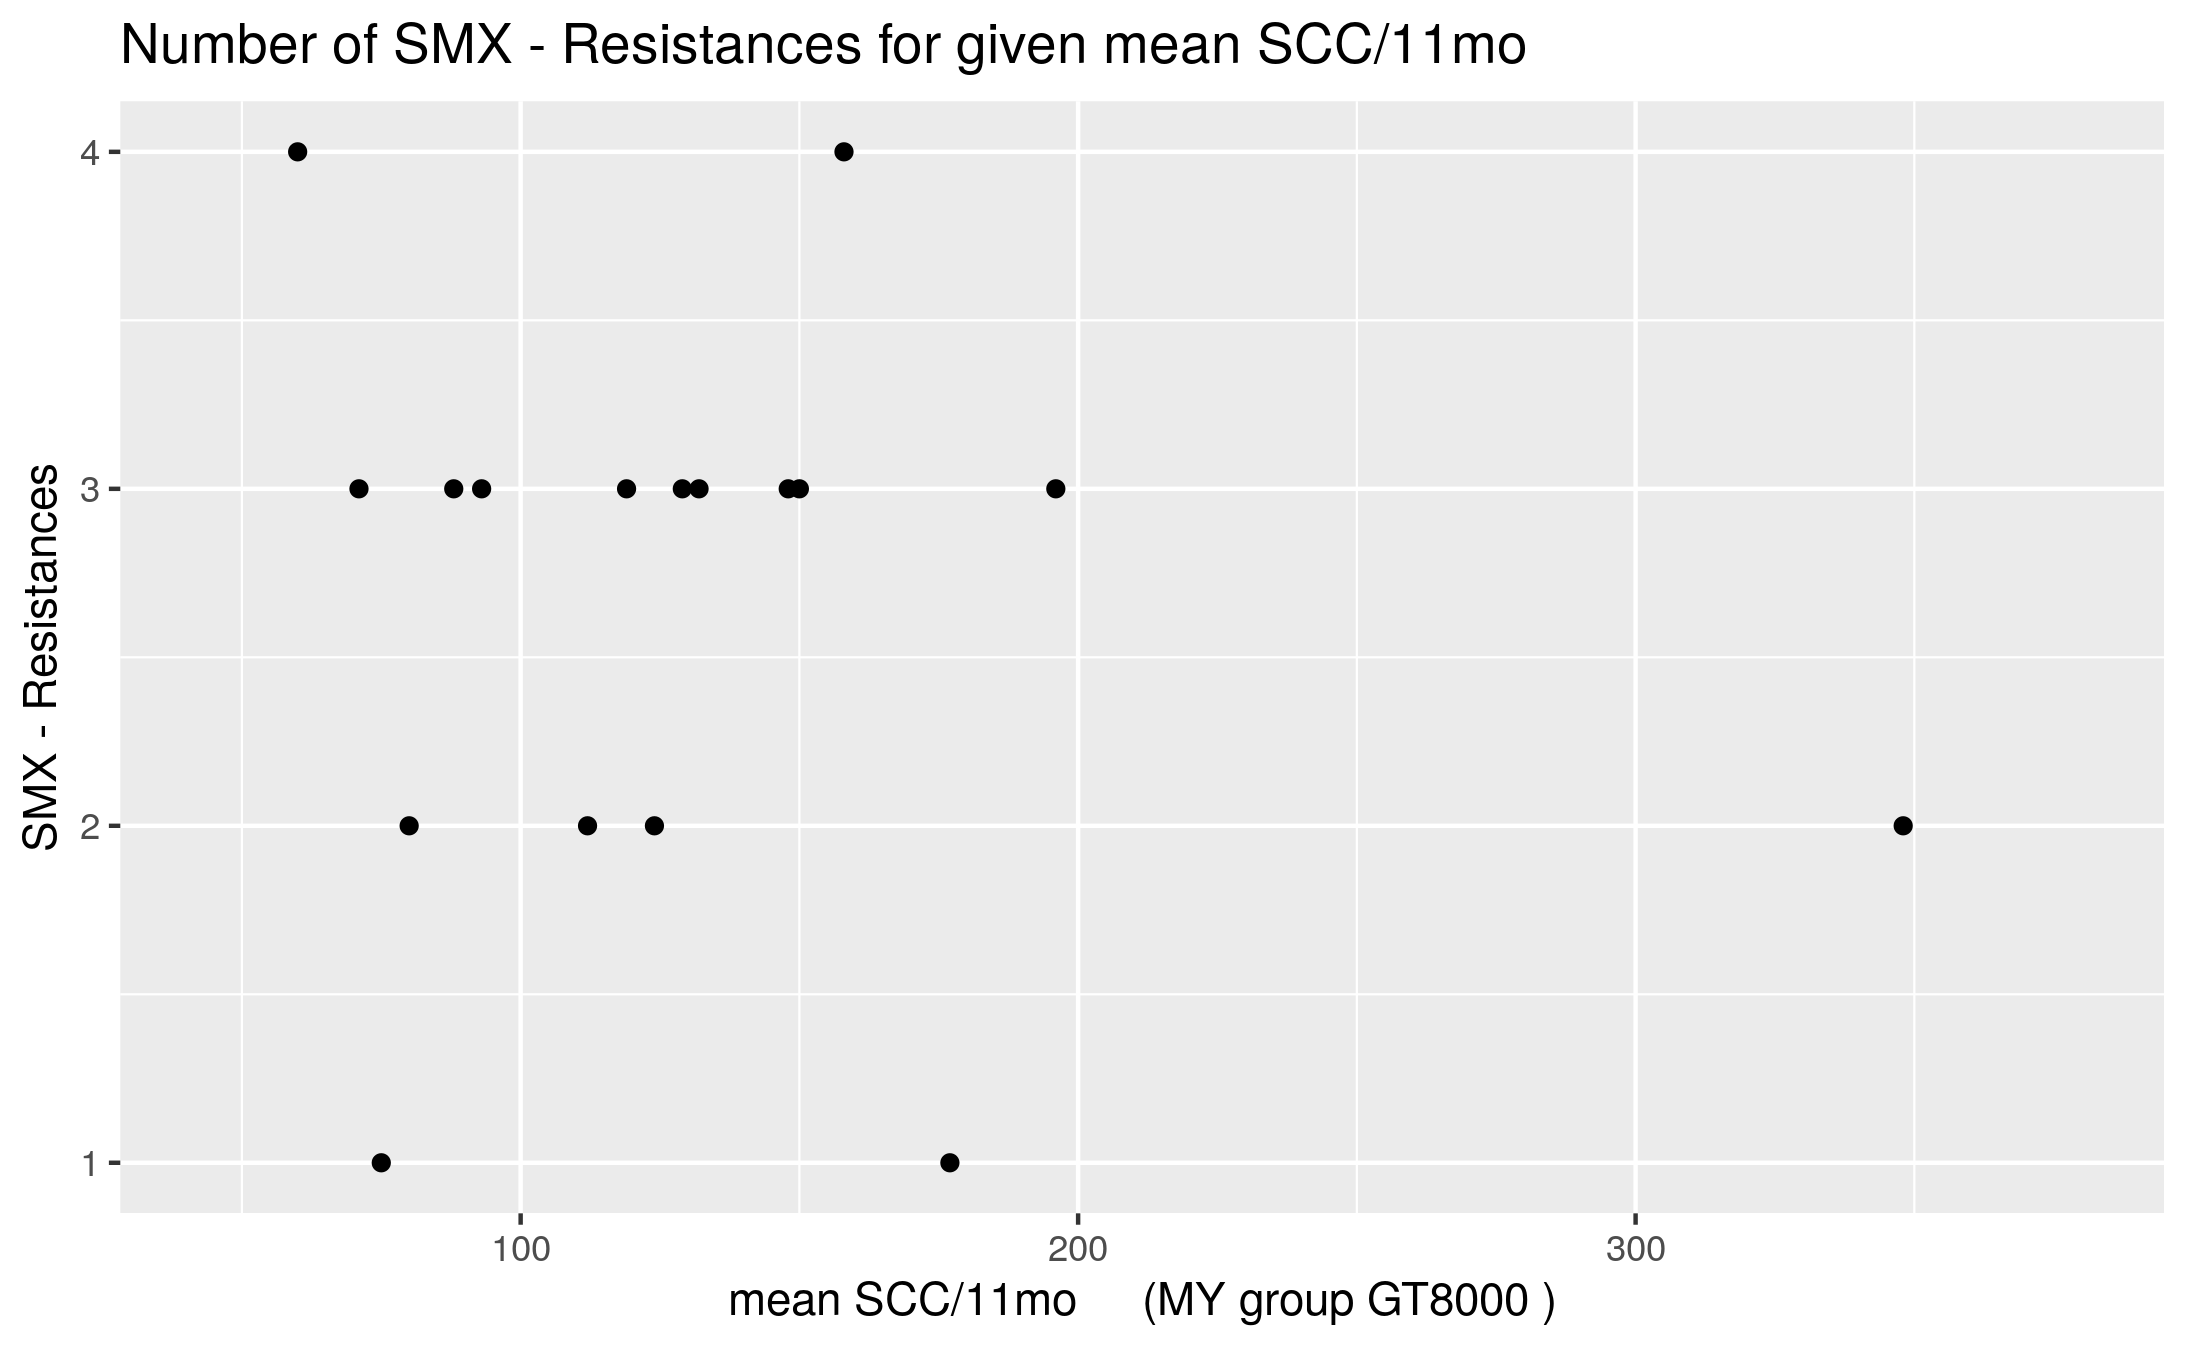 Number of SMX - Resistances for given mean SCC/11mo
SMX - Resistances
4
3
2
1
100 200 300
mean SCC/11mo (MY group GT8000 )